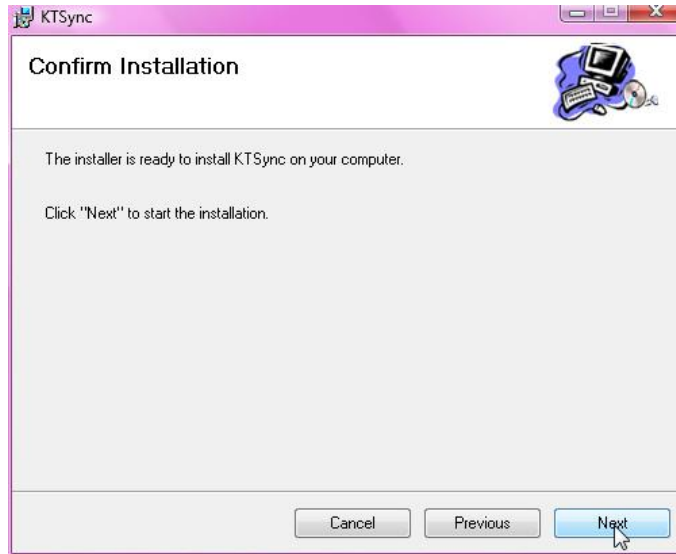 KTSync
Confirm Installation
The installer is ready to install KTSync on your computer.
Click "Next" to start the installation.
Cancel
Previous
Next